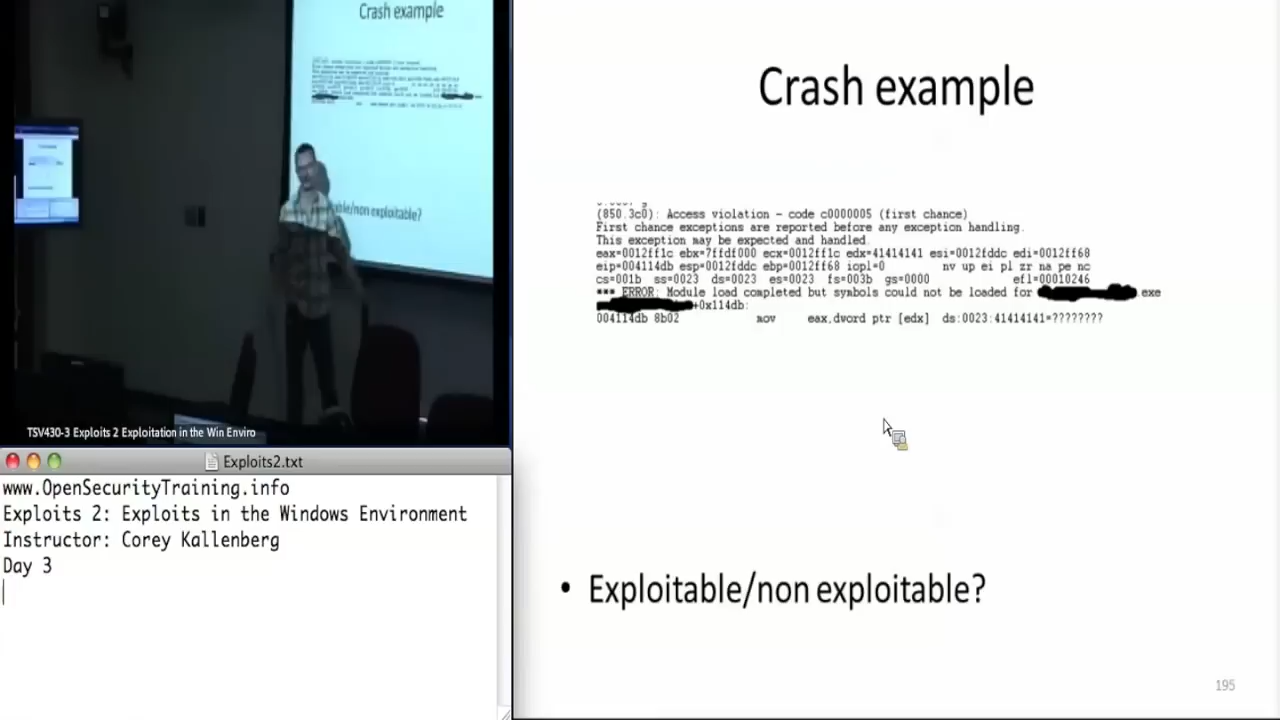 Crash example
able/non exploitable?
TSV430-3 Exploits 2 Exploitation in the Win Enviro
Exploits2.txt
www.OpenSecurityTraining.info
Exploits 2: Exploits in the Windows Environment
Instructor: Corey Kallenberg
Day 3
Crash example
(850.3c0): Access violation - code c0000005 (first chance)
First chance exceptions are reported before any exception handling.
This exception may be expected and handled.
eax=0012ff1c ebx=7ffdf000 ecx=0012ff1c edx=41414141 esi=0012fddc edi=0012ff68
eip=004114db esp=0012fddc ebp=0012ff68 iopl=0 nv up ei pl zr na pe nc
cs=001b ss=0023 ds=0023 es=0023 fs=003b gs=0000 efl=00010246
*** ERROR: Module load completed but symbols could not be loaded for exe
+0x114db:
004114db 8b02 mov eax,dword ptr [edx] ds:0023:41414141=????????
• Exploitable/non exploitable?
195